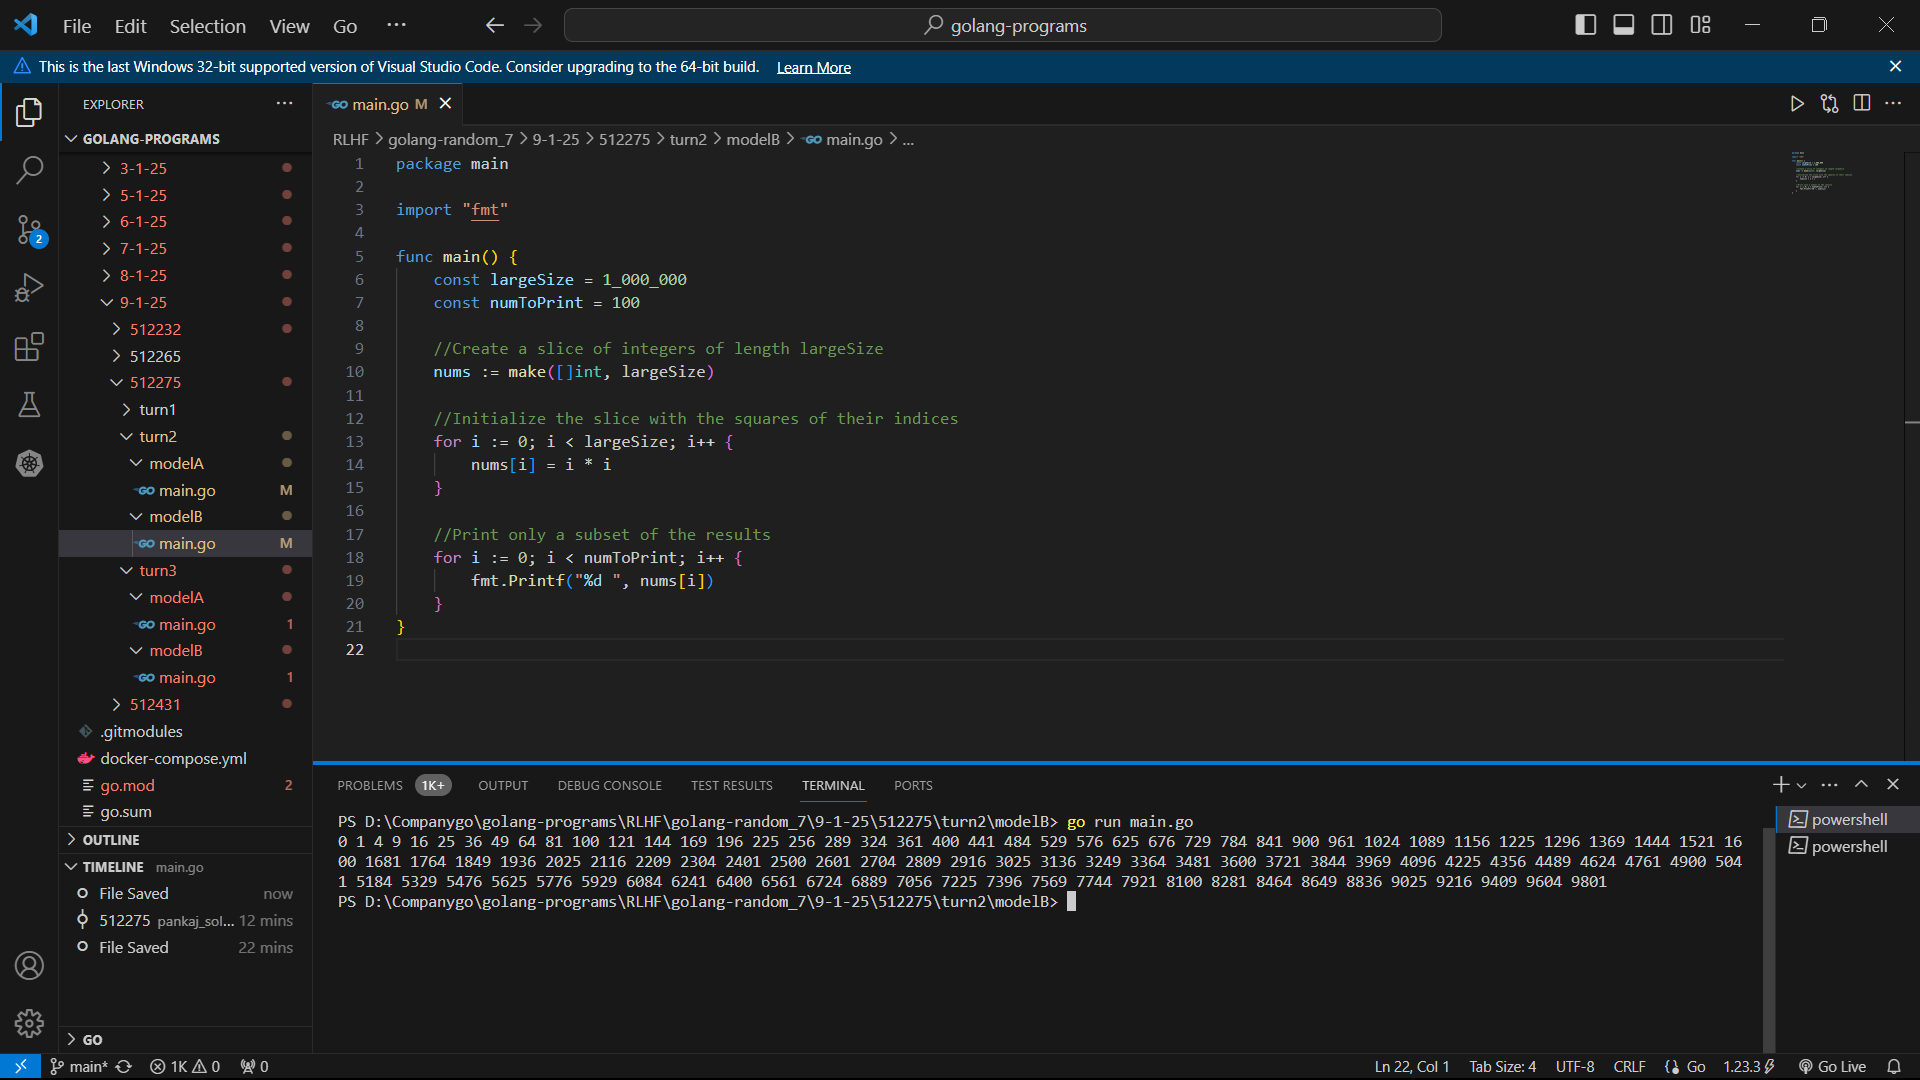 File Edit Selection View Go ··· golang-programs
This is the last Windows 32-bit supported version of Visual Studio Code. Consider upgrading to the 64-bit build. Learn More
EXPLORER
GOLANG-PROGRAMS
3-1-25
5-1-25
6-1-25
7-1-25
8-1-25
9-1-25
512232
512265
512275
turn1
turn2
modelA
main.go M
modelB
main.go M
turn3
modelA
main.go 1
modelB
main.go 1
512431
.gitmodules
docker-compose.yml
go.mod 2
go.sum
OUTLINE
TIMELINE main.go
File Saved now
512275 pankaj_sol... 12 mins
File Saved 22 mins
GO
2
main.go M
RLHF > golang-random_7 > 9-1-25 > 512275 > turn2 > modelB > main.go > ...
1 package main
2
3 import "fmt"
4
5 func main() {
6 const largeSize = 1_000_000
7 const numToPrint = 100
8
9 //Create a slice of integers of length largeSize
10 nums := make([]int, largeSize)
11
12 //Initialize the slice with the squares of their indices
13 for i := 0; i < largeSize; i++ {
14 nums[i] = i * i
15 }
16
17 //Print only a subset of the results
18 for i := 0; i < numToPrint; i++ {
19 fmt.Printf("%d ", nums[i])
20 }
21 }
22
PROBLEMS 1K+ OUTPUT DEBUG CONSOLE TEST RESULTS TERMINAL PORTS
PS D:\Companygo\golang-programs\RLHF\golang-random_7\9-1-25\512275\turn2\modelB> go run main.go
0 1 4 9 16 25 36 49 64 81 100 121 144 169 196 225 256 289 324 361 400 441 484 529 576 625 676 729 784 841 900 961 1024 1089 1156 1225 1296 1369 1444 1521 16
00 1681 1764 1849 1936 2025 2116 2209 2304 2401 2500 2601 2704 2809 2916 3025 3136 3249 3364 3481 3600 3721 3844 3969 4096 4225 4356 4489 4624 4761 4900 504
1 5184 5329 5476 5625 5776 5929 6084 6241 6400 6561 6724 6889 7056 7225 7396 7569 7744 7921 8100 8281 8464 8649 8836 9025 9216 9409 9604 9801
PS D:\Companygo\golang-programs\RLHF\golang-random_7\9-1-25\512275\turn2\modelB>
powershell
powershell
main* 1K 0 0 Ln 22, Col 1 Tab Size: 4 UTF-8 CRLF Go 1.23.3 Go Live